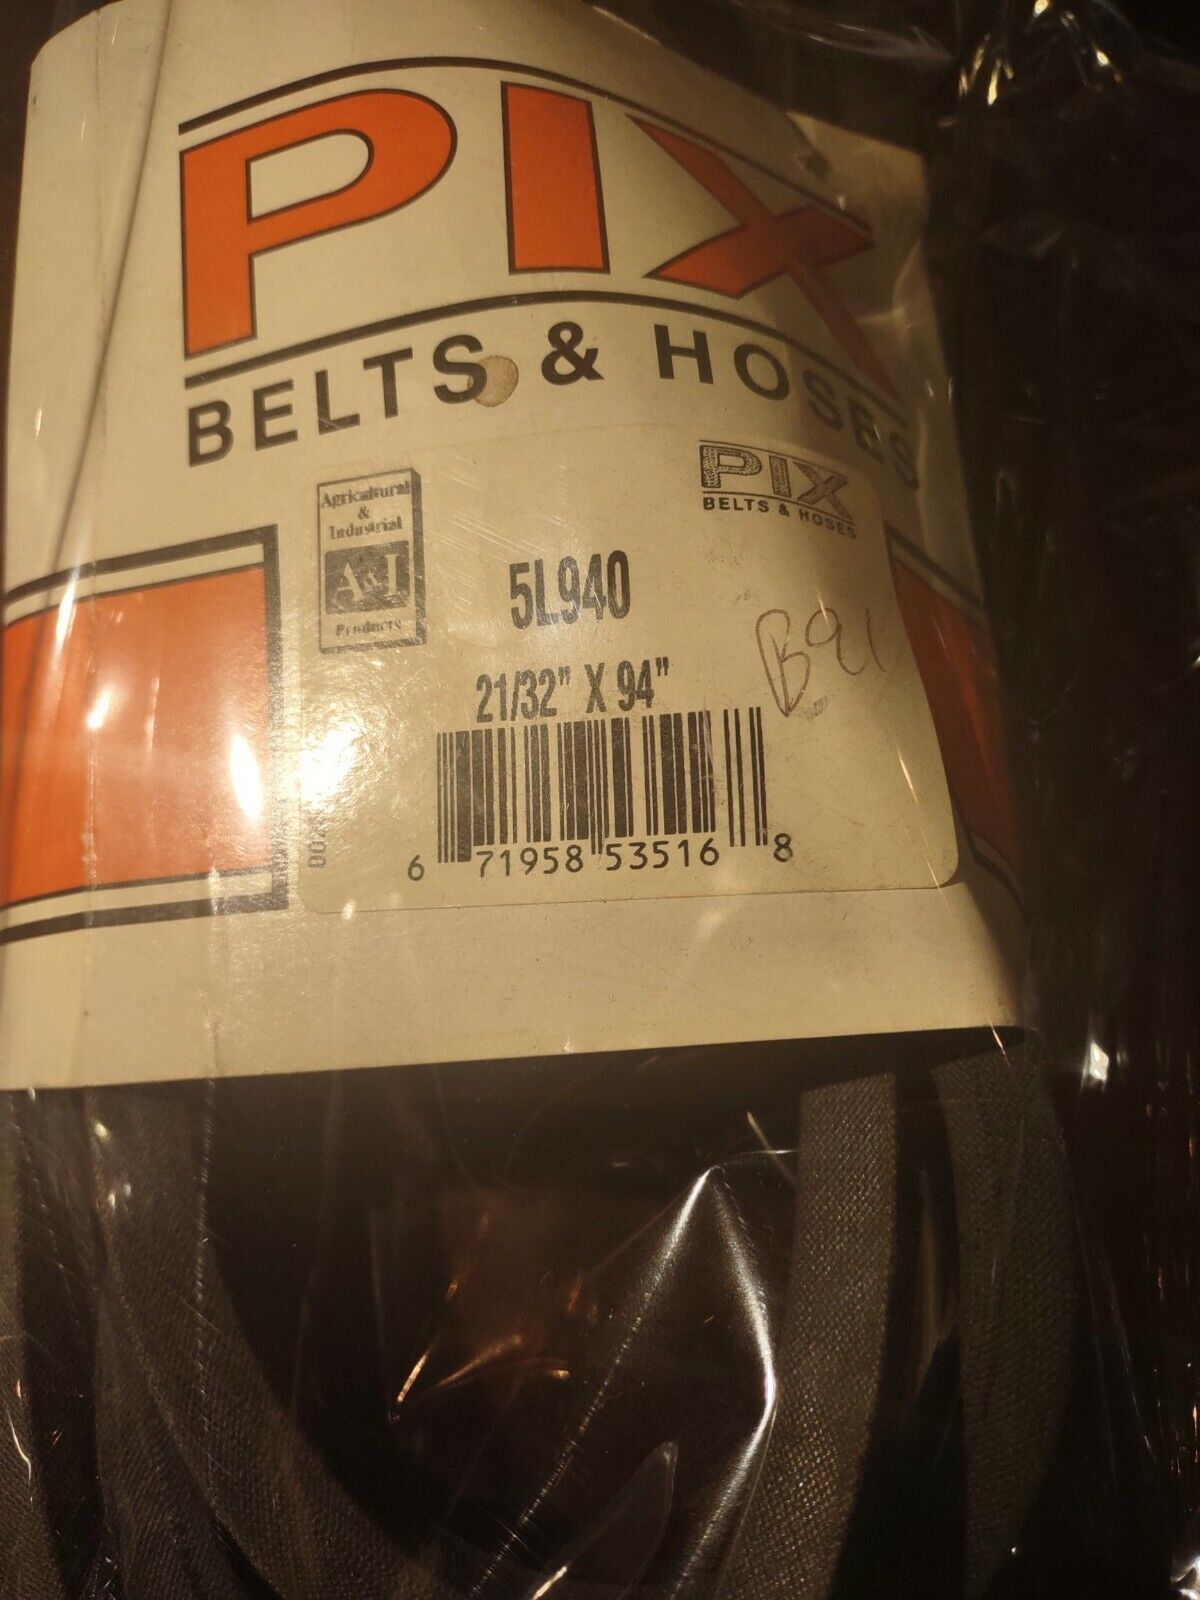 PIX
BELTS & HOSES
Agricultural
&
Industrial
A&I
Products
PIX
BELTS & HOSES
5L940
B91
21/32" X 94"
6 71958 53516 8